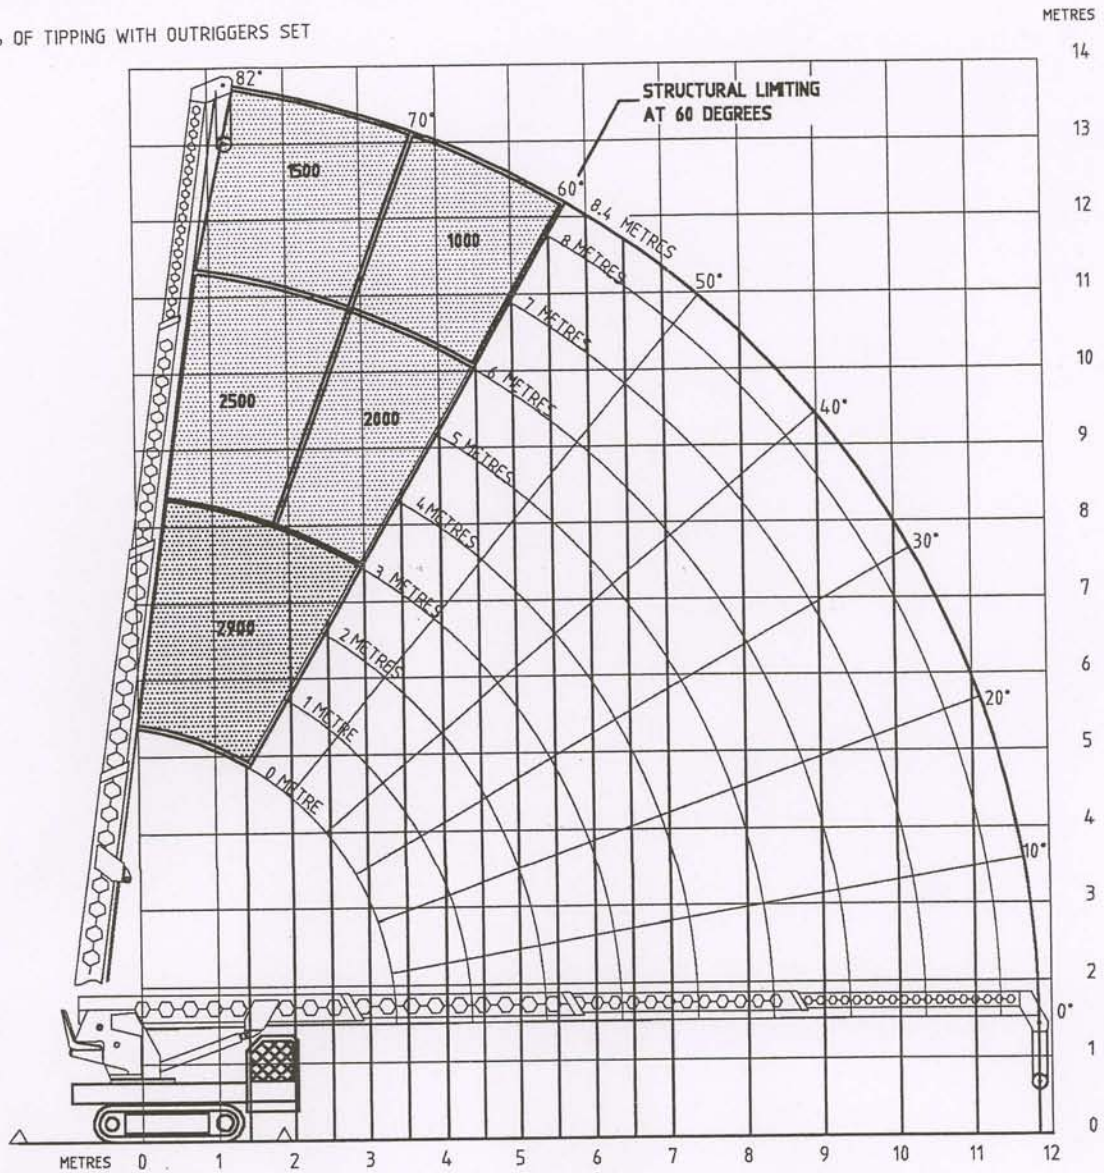 OF TIPPING WITH OUTRIGGERS SET
METRES
14
13
12
11
10
9
8
7
6
5
4
3
2
1
0
82°
70°
60°
50°
40°
30°
20°
10°
0°
STRUCTURAL LIMITING
AT 60 DEGREES
1500
1000
2500
2000
2900
8.4 METRES
8 METRES
7 METRES
6 METRES
5 METRES
4 METRES
3 METRES
2 METRES
1 METRE
0 METRE
METRES 0 1 2 3 4 5 6 7 8 9 10 11 12